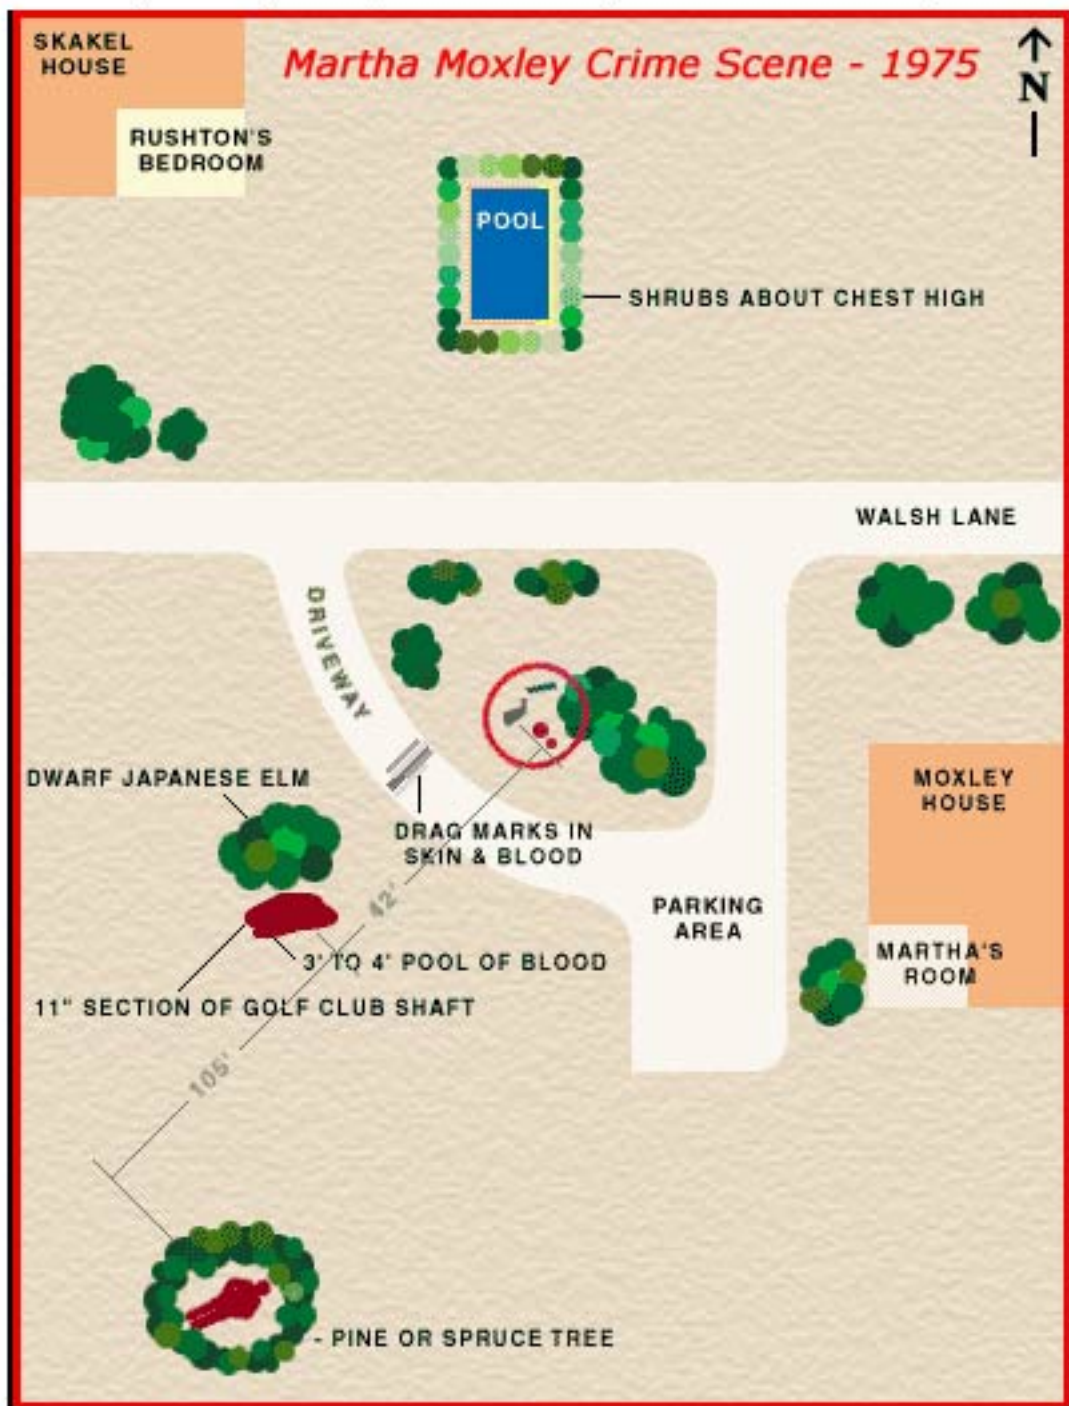 SKAKEL
HOUSE
Martha Moxley Crime Scene - 1975
N
RUSHTON'S
BEDROOM
POOL
SHRUBS ABOUT CHEST HIGH
WALSH LANE
DRIVEWAY
DWARF JAPANESE ELM
MOXLEY
HOUSE
DRAG MARKS IN
SKIN & BLOOD
42'
PARKING
AREA
3' TO 4' POOL OF BLOOD
MARTHA'S
ROOM
11" SECTION OF GOLF CLUB SHAFT
105'
- PINE OR SPRUCE TREE